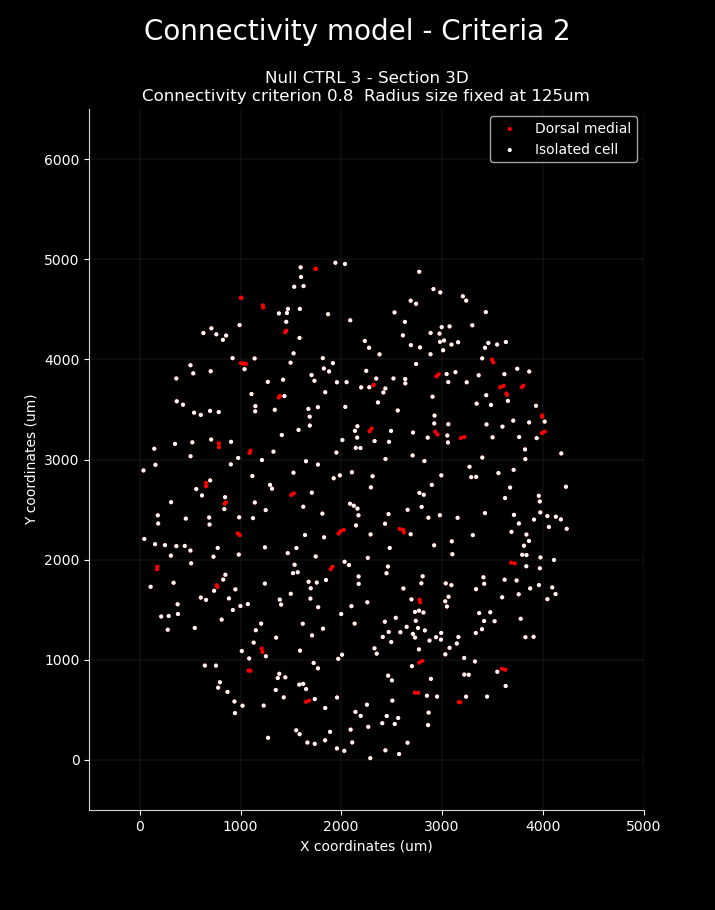 Connectivity model - Criteria 2
Null CTRL 3 - Section 3D
Connectivity criterion 0.8  Radius size fixed at 125um
Dorsal medial
Isolated cell
6000
5000
4000
3000
2000
1000
0
Y coordinates (um)
0 1000 2000 3000 4000 5000
X coordinates (um)